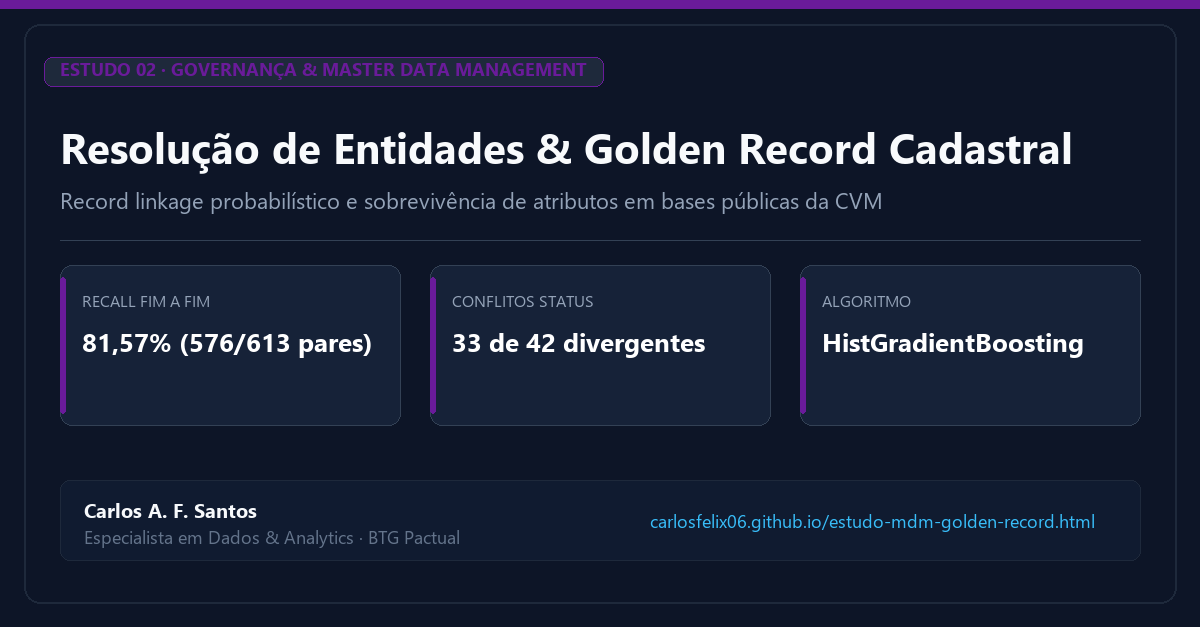 ESTUDO 02 · GOVERNANÇA & MASTER DATA MANAGEMENT
Resolução de Entidades & Golden Record Cadastral
Record linkage probabilístico e sobrevivência de atributos em bases públicas da CVM
RECALL FIM A FIM
81,57% (576/613 pares)
CONFLITOS STATUS
33 de 42 divergentes
ALGORITMO
HistGradientBoosting
Carlos A. F. Santos
Especialista em Dados & Analytics · BTG Pactual
carlosfelix06.github.io/estudo-mdm-golden-record.html